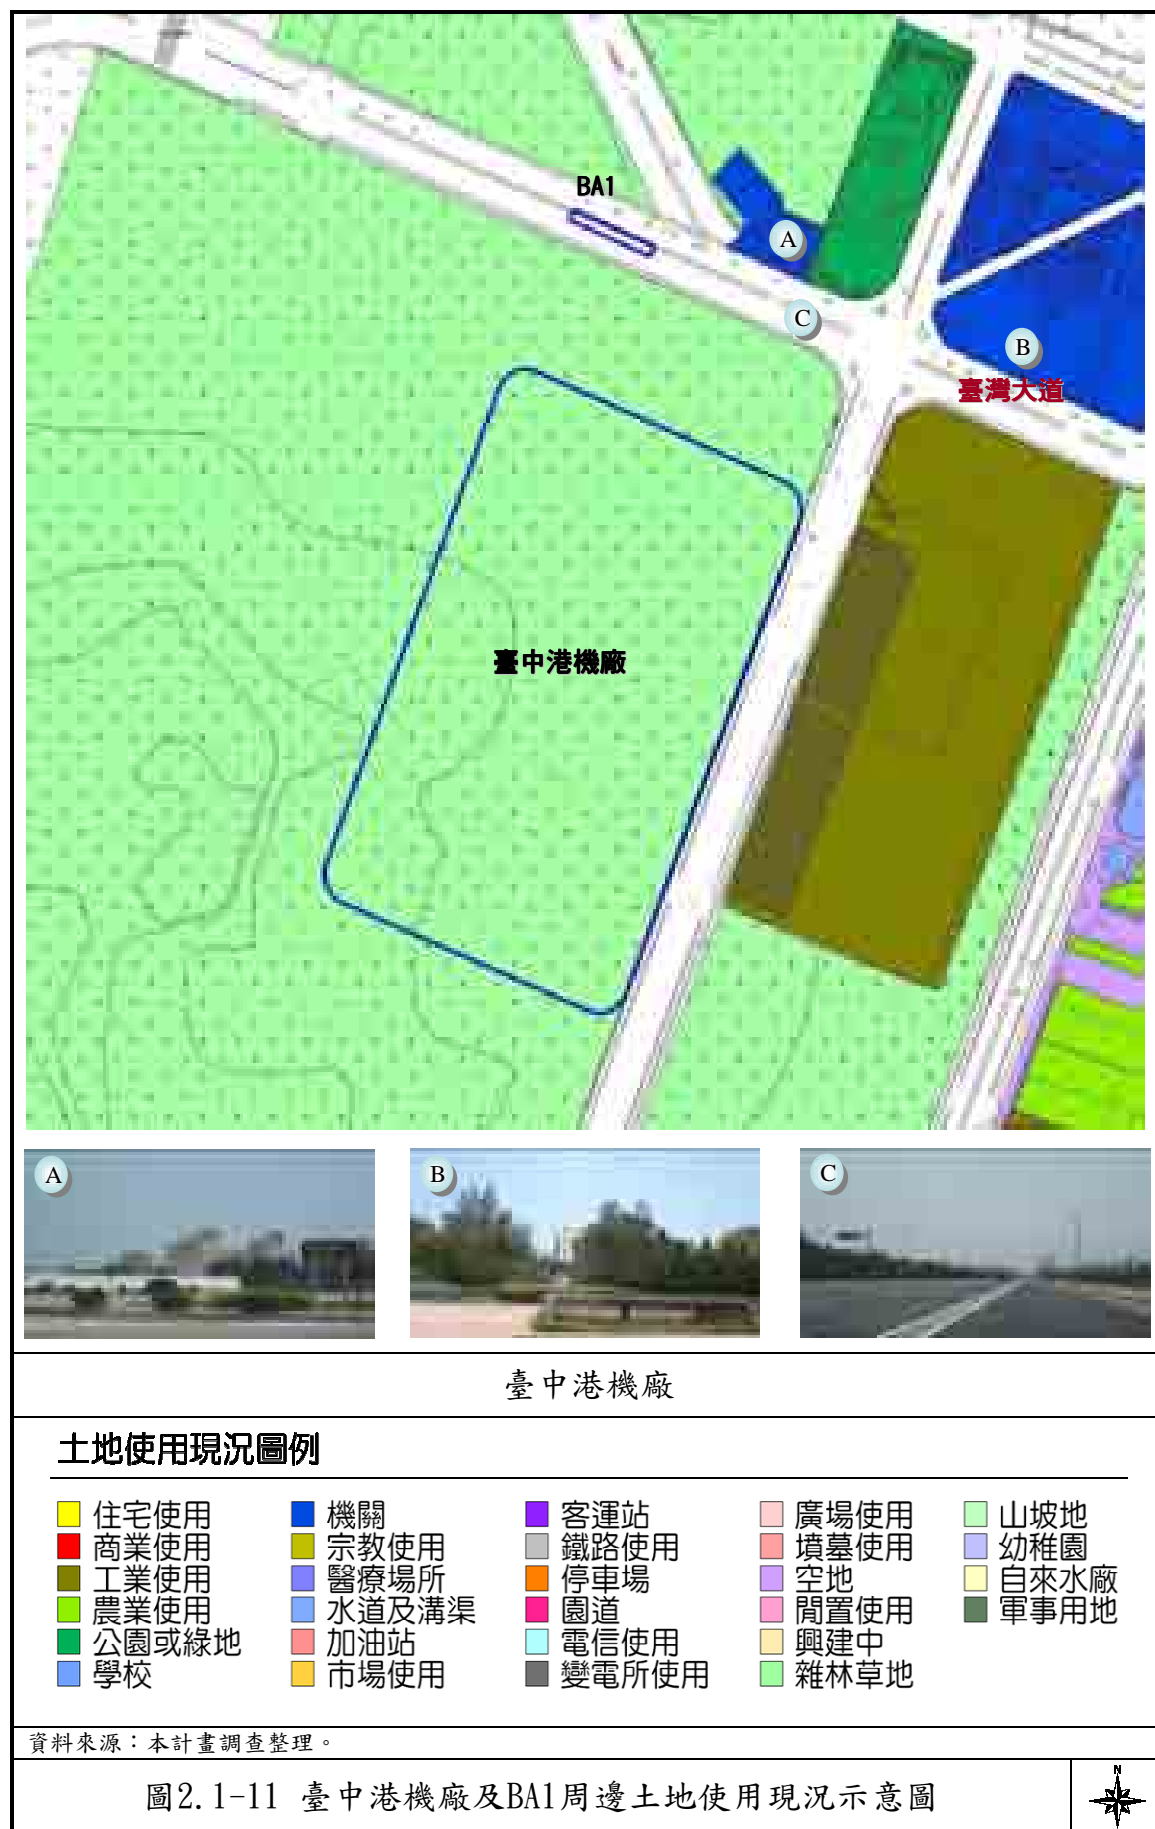 BA1
A
C
B
臺灣大道
臺中港機廠
A
B
C
臺中港機廠
土地使用現況圖例
住宅使用 機關 客運站 廣場使用 山坡地
商業使用 宗教使用 鐵路使用 墳墓使用 幼稚園
工業使用 醫療場所 停車場 空地 自來水廠
農業使用 水道及溝渠 園道 閒置使用 軍事用地
公園或綠地 加油站 電信使用 興建中
學校 市場使用 變電所使用 雜林草地
資料來源：本計畫調查整理。
圖2.1-11 臺中港機廠及BA1周邊土地使用現況示意圖
N